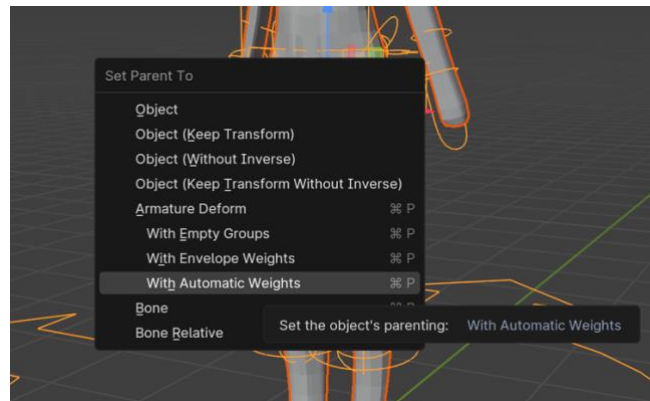 Set Parent To
Object
Object (Keep Transform)
Object (Without Inverse)
Object (Keep Transform Without Inverse)
Armature Deform ⌘ P
With Empty Groups ⌘ P
With Envelope Weights ⌘ P
With Automatic Weights ⌘ P
Bone ⌘ P
Bone Relative
Set the object's parenting: With Automatic Weights